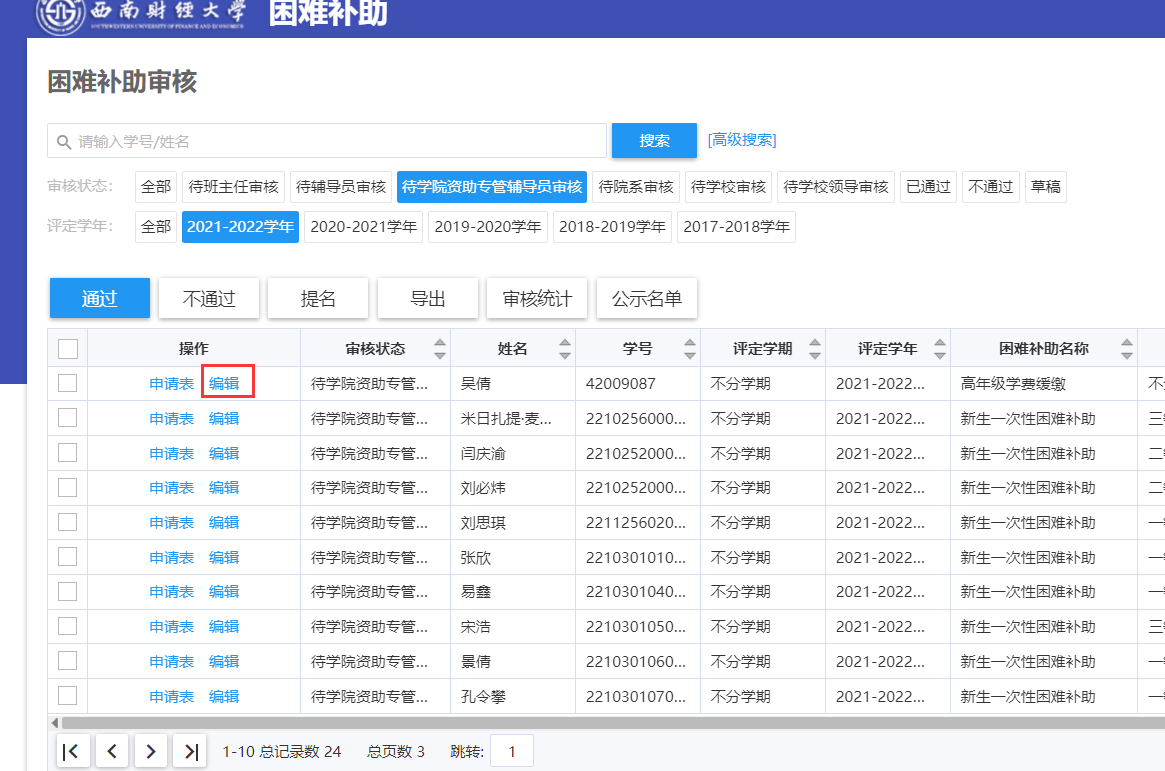 西南财经大学 困难补助
SOUTHWESTERN UNIVERSITY OF FINANCE AND ECONOMICS
困难补助审核
请输入学号/姓名 搜索 [高级搜索]
审核状态: 全部 待班主任审核 待辅导员审核 待学院资助专管辅导员审核 待院系审核 待学校审核 待学校领导审核 已通过 不通过 草稿
评定学年: 全部 2021-2022学年 2020-2021学年 2019-2020学年 2018-2019学年 2017-2018学年
通过 不通过 提名 导出 审核统计 公示名单
操作 审核状态 姓名 学号 评定学期 评定学年 困难补助名称
申请表 编辑 待学院资助专管... 吴倩 42009087 不分学期 2021-2022... 高年级学费缓缴 不
申请表 编辑 待学院资助专管... 米日扎提·麦... 2210256000... 不分学期 2021-2022... 新生一次性困难补助 三
申请表 编辑 待学院资助专管... 闫庆渝 2210252000... 不分学期 2021-2022... 新生一次性困难补助 二
申请表 编辑 待学院资助专管... 刘必炜 2210252000... 不分学期 2021-2022... 新生一次性困难补助 二
申请表 编辑 待学院资助专管... 刘思琪 2211256020... 不分学期 2021-2022... 新生一次性困难补助 一
申请表 编辑 待学院资助专管... 张欣 2210301010... 不分学期 2021-2022... 新生一次性困难补助 一
申请表 编辑 待学院资助专管... 易鑫 2210301040... 不分学期 2021-2022... 新生一次性困难补助 一
申请表 编辑 待学院资助专管... 宋浩 2210301050... 不分学期 2021-2022... 新生一次性困难补助 三
申请表 编辑 待学院资助专管... 景倩 2210301060... 不分学期 2021-2022... 新生一次性困难补助 一
申请表 编辑 待学院资助专管... 孔令攀 2210301070... 不分学期 2021-2022... 新生一次性困难补助 一
1-10 总记录数 24 总页数 3 跳转: 1